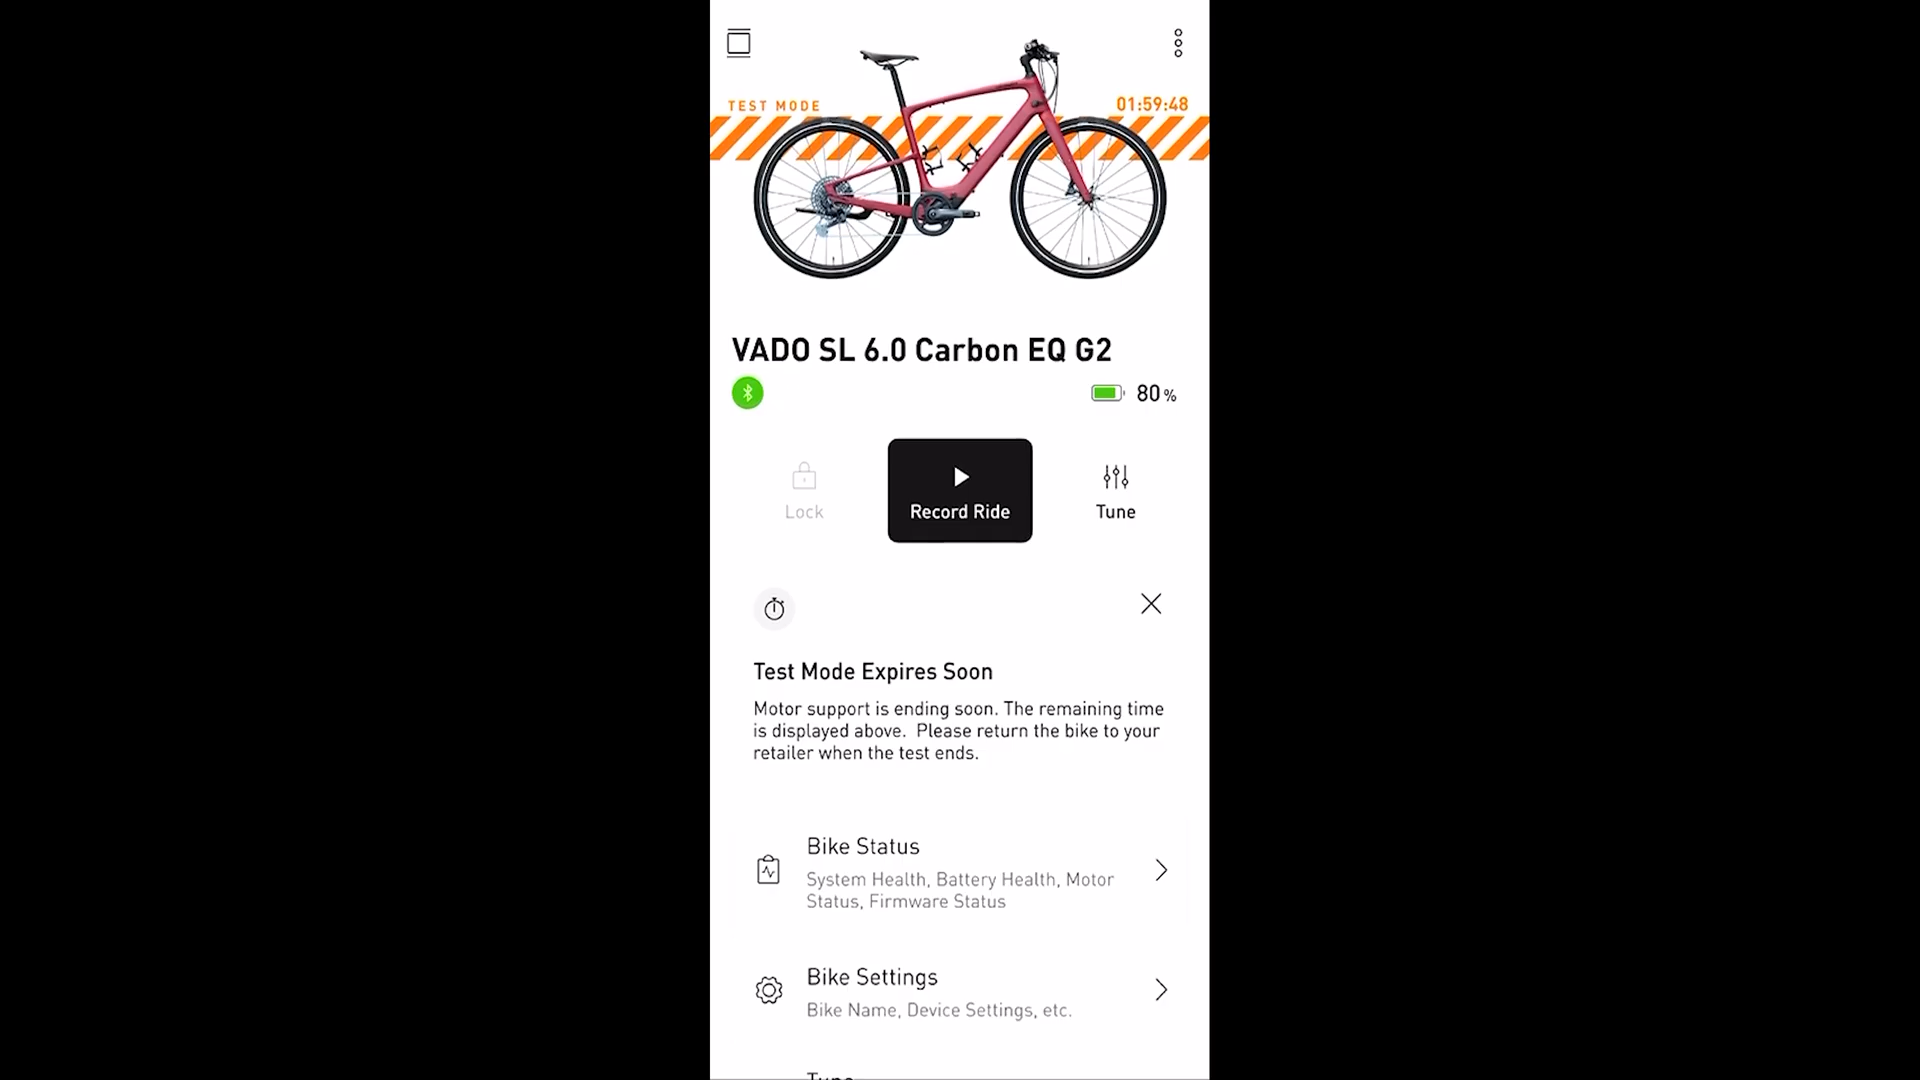 TEST MODE
01:59:48
VADO SL 6.0 Carbon EQ G2
80%
Lock
Record Ride
Tune
Test Mode Expires Soon
Motor support is ending soon. The remaining time
is displayed above. Please return the bike to your
retailer when the test ends.
Bike Status
System Health, Battery Health, Motor
Status, Firmware Status
Bike Settings
Bike Name, Device Settings, etc.